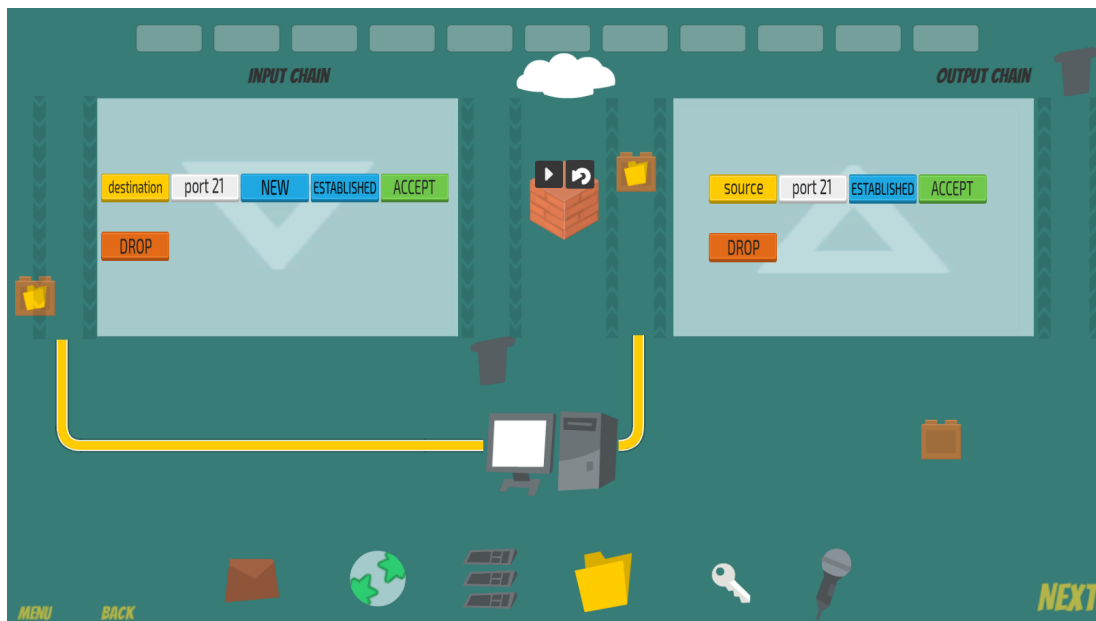 INPUT CHAIN
OUTPUT CHAIN
destination port 21 NEW ESTABLISHED ACCEPT
DROP
source port 21 ESTABLISHED ACCEPT
DROP
MENU
BACK
NEXT